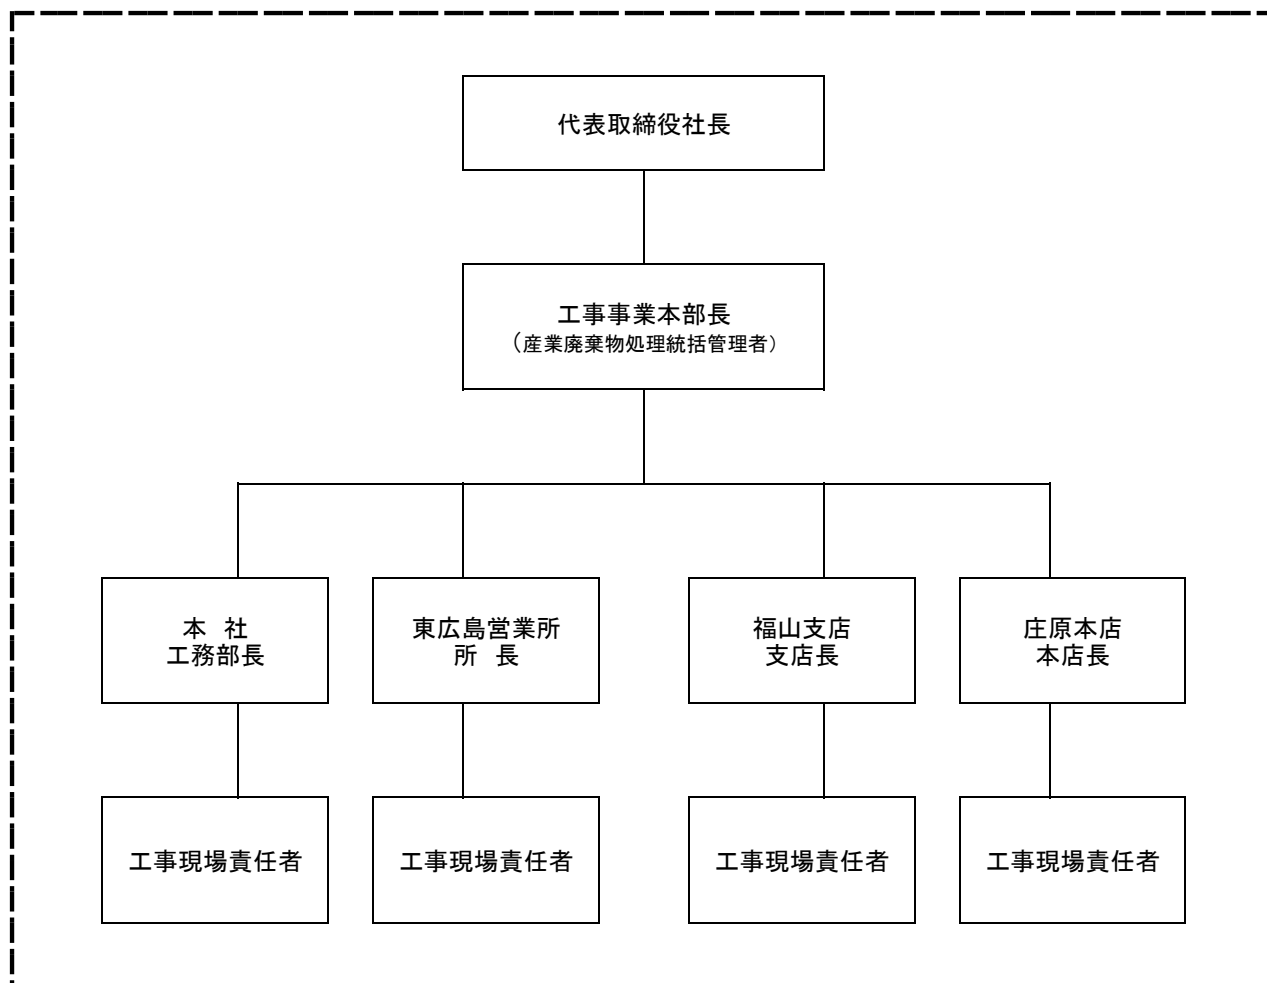 代表取締役社長
工事事業本部長
（産業廃棄物処理統括管理者）
本　社
工務部長
東広島営業所
所　長
福山支店
支店長
庄原本店
本店長
工事現場責任者
工事現場責任者
工事現場責任者
工事現場責任者